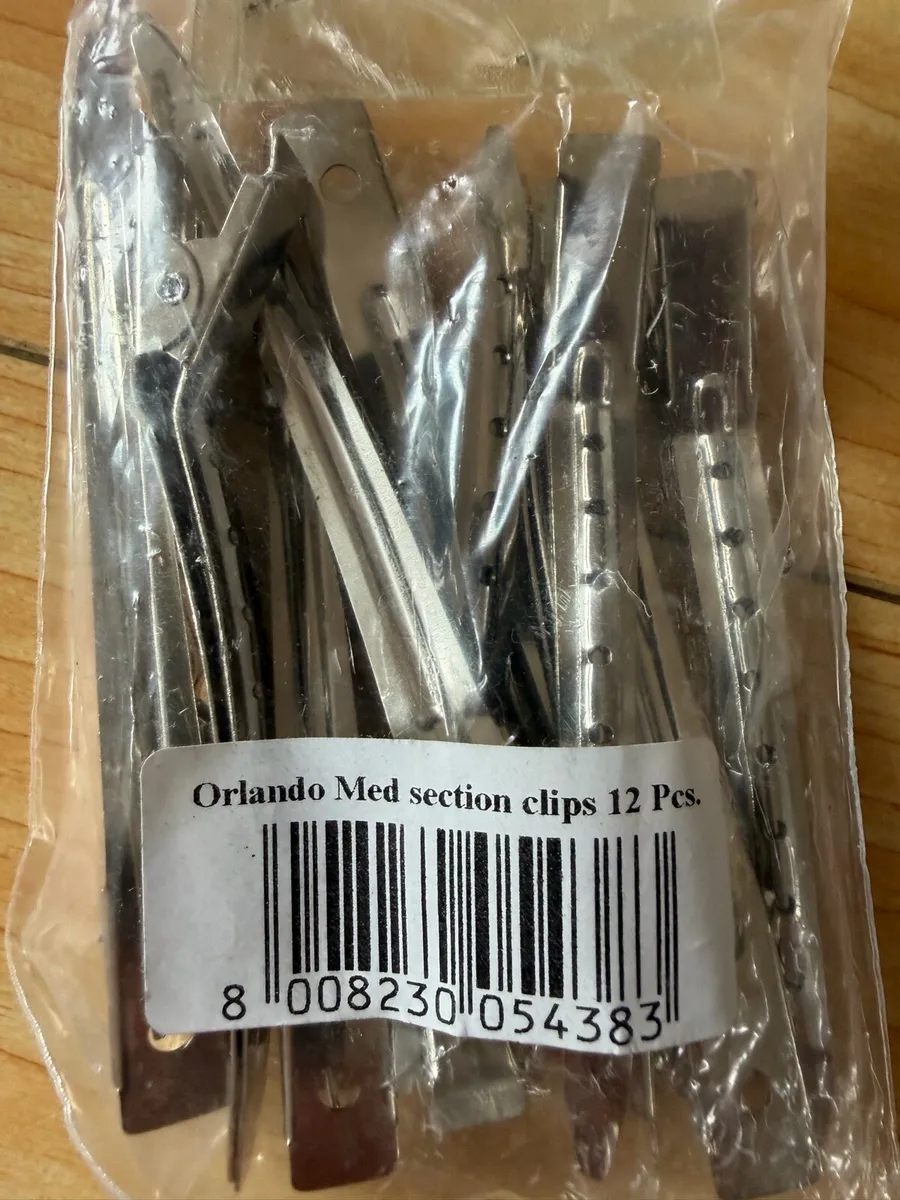 Orlando Med section clips 12 Pcs.
8 008230 054383